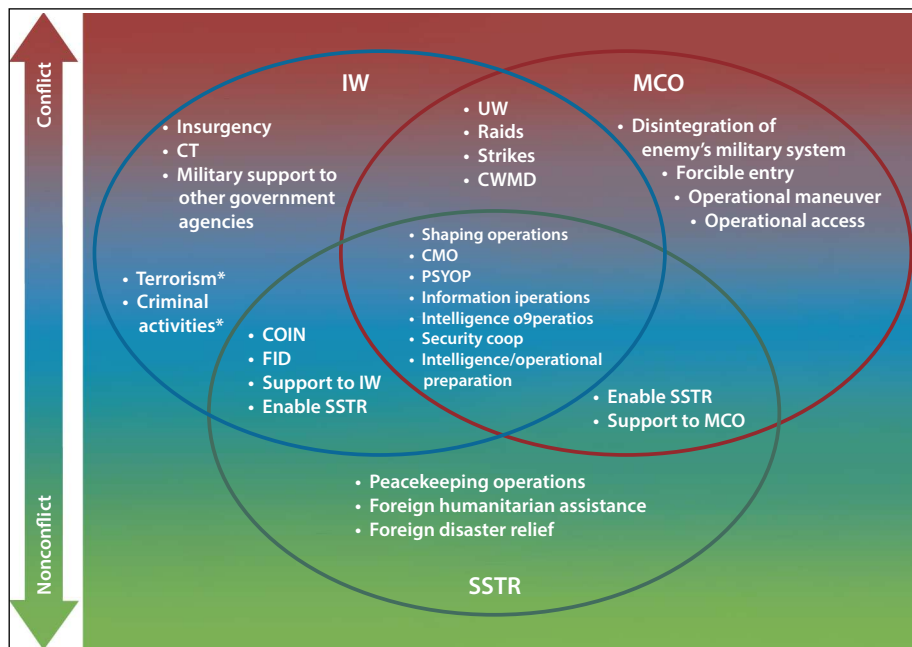 Conflict
Nonconflict
IW
MCO
• Insurgency
• CT
• Military support to
other government
agencies
• Terrorism*
• Criminal
activities*
• UW
• Raids
• Strikes
• CWMD
• Disintegration of
enemy's military system
• Forcible entry
• Operational maneuver
• Operational access
• Shaping operations
• CMO
• PSYOP
• Information iperations
• Intelligence o9peratios
• Security coop
• Intelligence/operational
preparation
• COIN
• FID
• Support to IW
• Enable SSTR
• Enable SSTR
• Support to MCO
• Peacekeeping operations
• Foreign humanitarian assistance
• Foreign disaster relief
SSTR